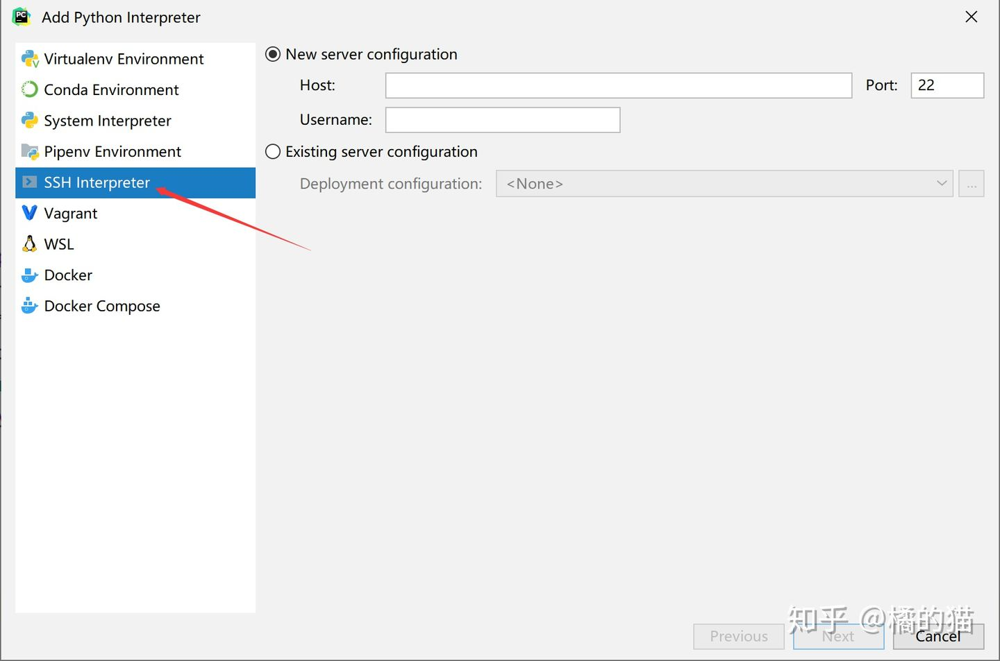 PC
Add Python Interpreter
Virtualenv Environment
Conda Environment
System Interpreter
Pipenv Environment
SSH Interpreter
Vagrant
WSL
Docker
Docker Compose
New server configuration
Host:
Port: 22
Username:
Existing server configuration
Deployment configuration: <None> ...
知乎 @橘的猫
Previous Next Cancel